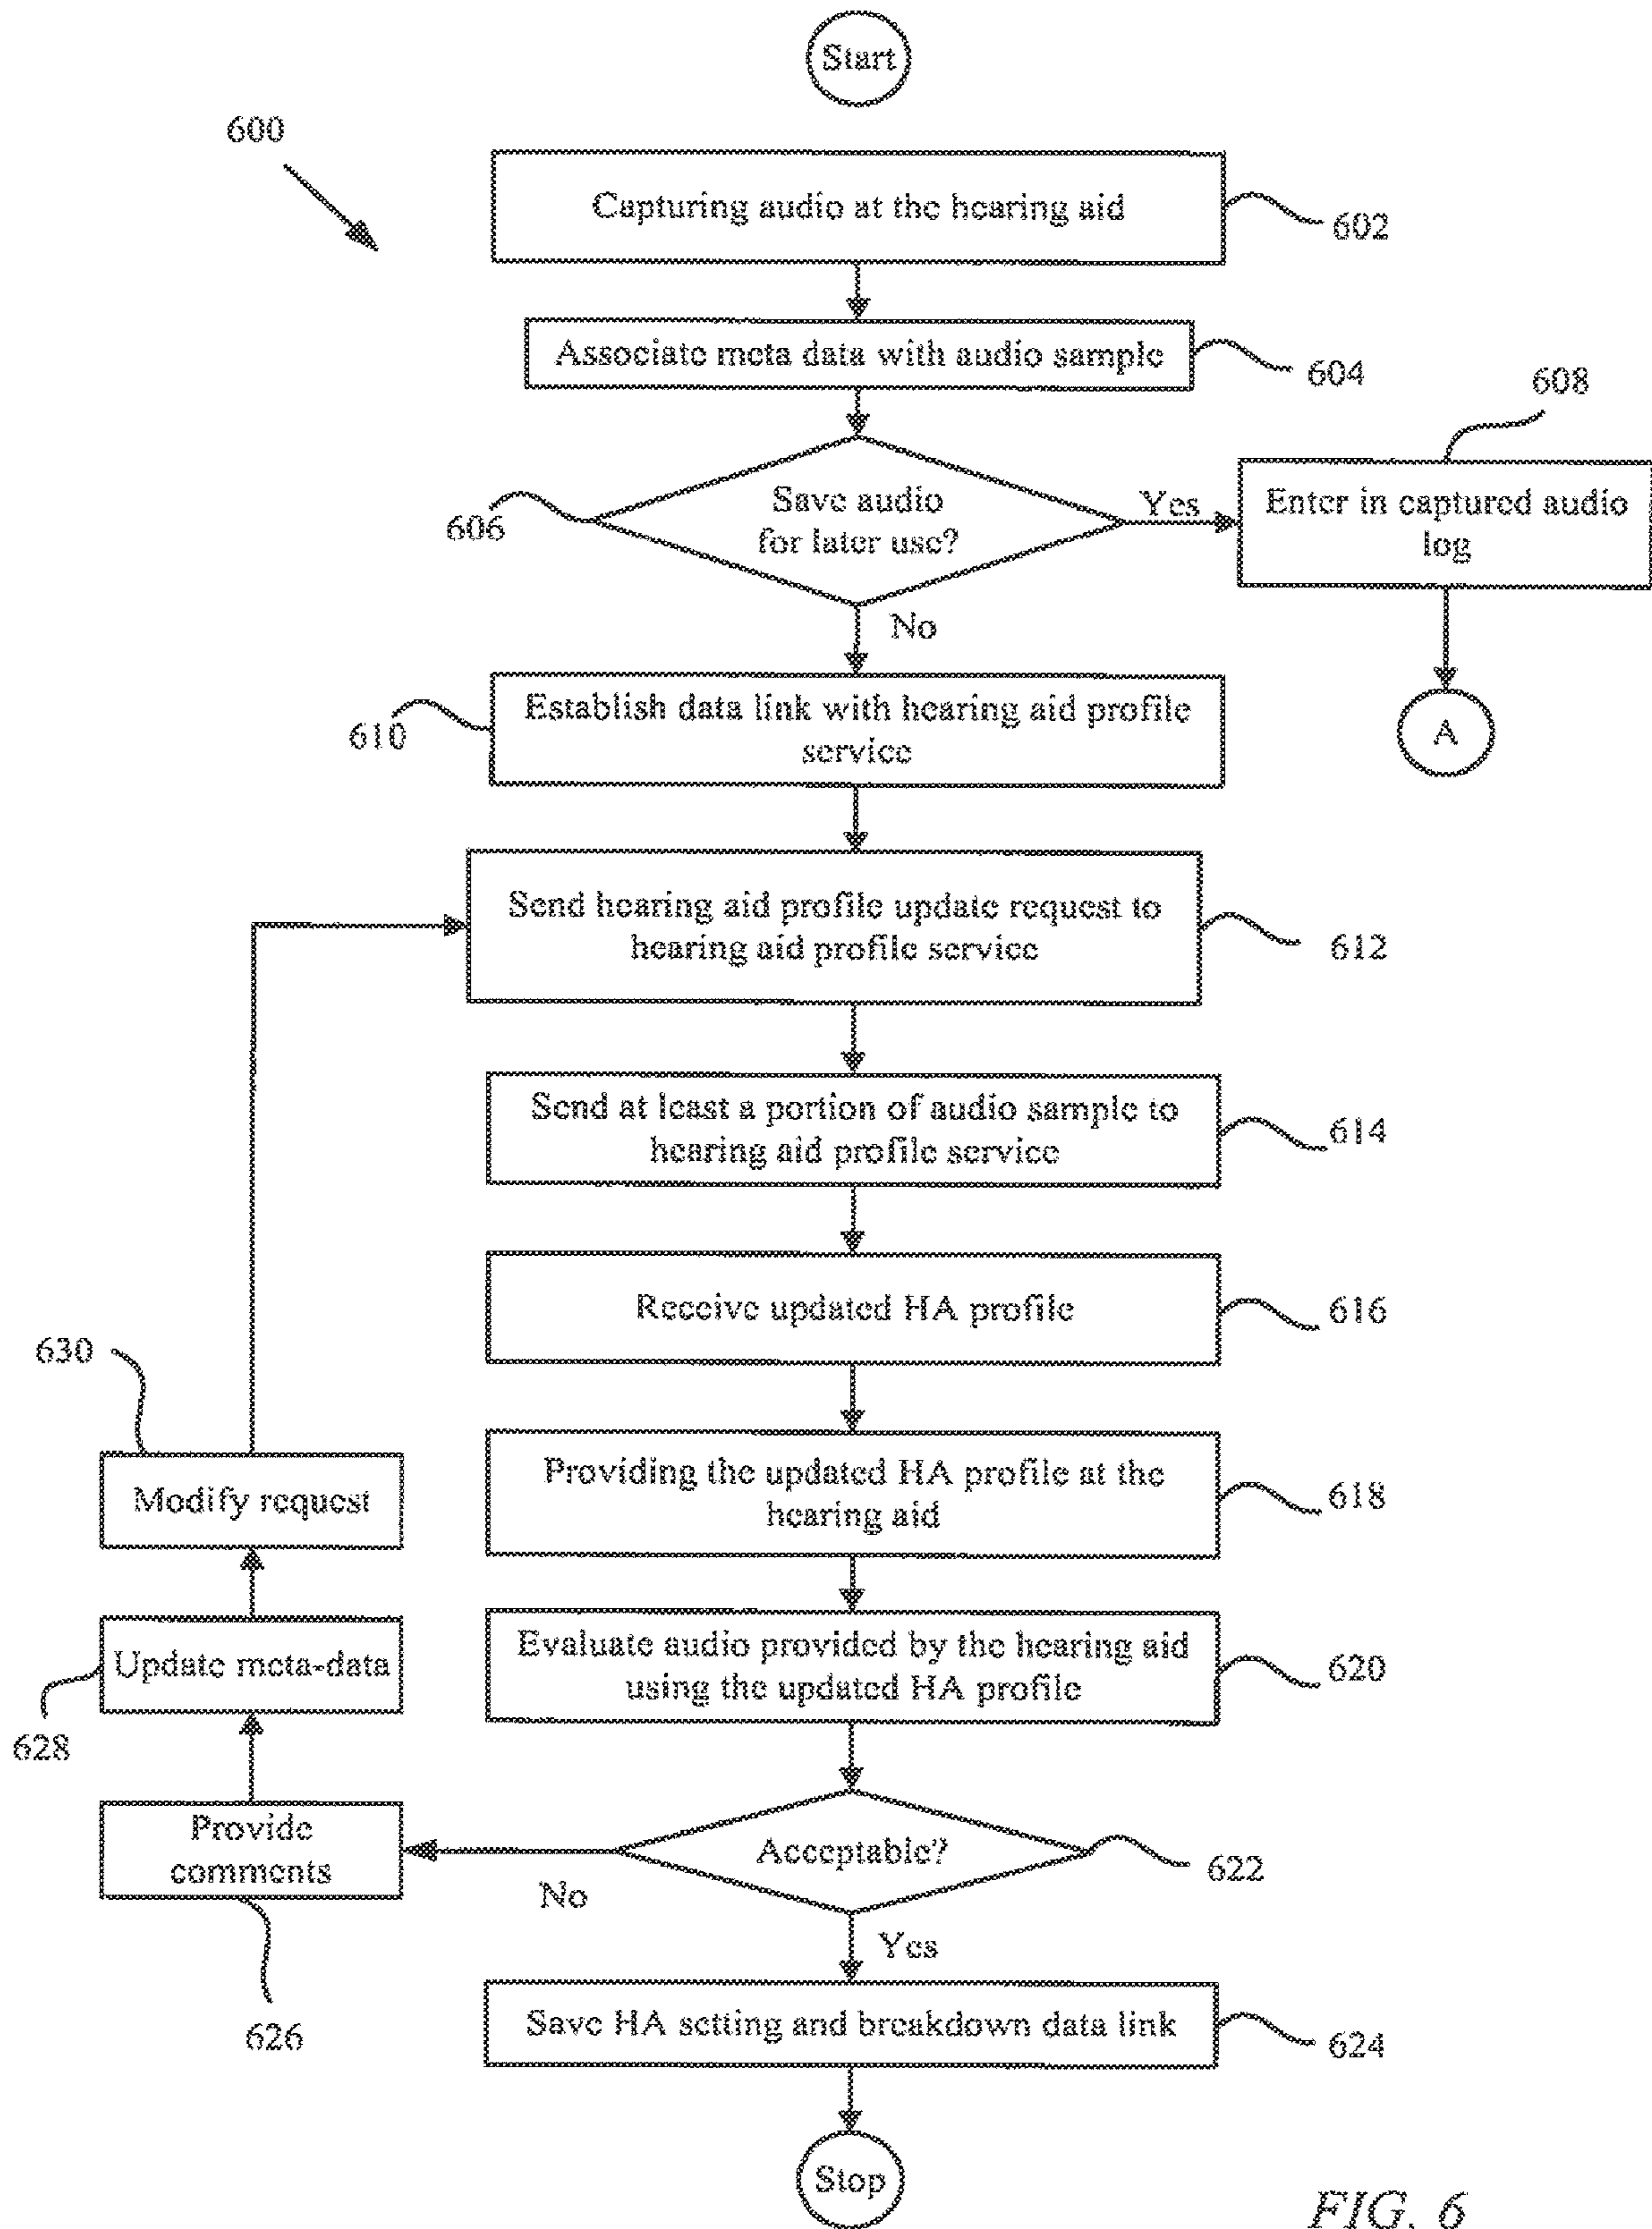 Start
600
Capturing audio at the hearing aid
602
Associate meta data with audio sample
604
608
Save audio
for later use?
606
Yes
Enter in captured audio
log
No
A
Establish data link with hearing aid profile
service
610
Send hearing aid profile update request to
hearing aid profile service
612
Send at least a portion of audio sample to
hearing aid profile service
614
Receive updated HA profile
616
630
Modify request
Providing the updated HA profile at the
hearing aid
618
Update meta-data
628
Evaluate audio provided by the hearing aid
using the updated HA profile
620
Provide
comments
626
Acceptable?
622
No
Yes
Save HA setting and breakdown data link
624
Stop
FIG. 6